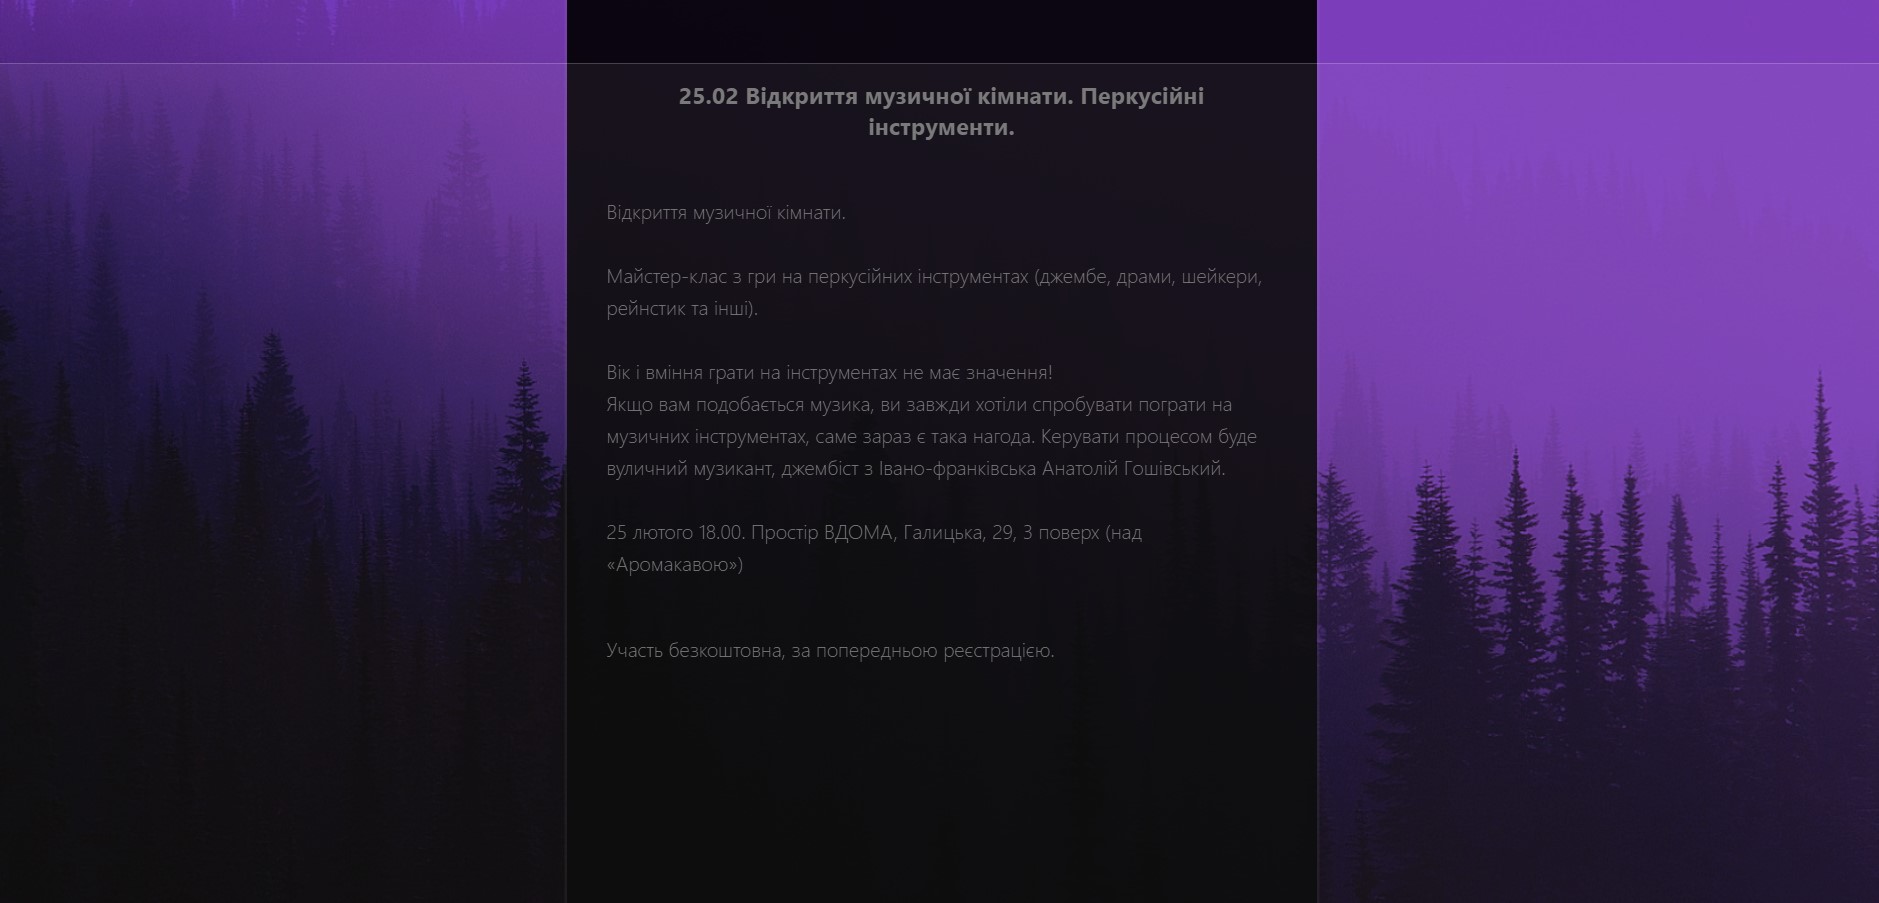 25.02 Відкриття музичної кімнати. Перкусійні
інструменти.
Відкриття музичної кімнати.
Майстер-клас з гри на перкусійних інструментах (джембе, драми, шейкери,
рейнстик та інші).
Вік і вміння грати на інструментах не має значення!
Якщо вам подобається музика, ви завжди хотіли спробувати пограти на
музичних інструментах, саме зараз є така нагода. Керувати процесом буде
вуличний музикант, джембіст з Івано-франківська Анатолій Гошівський.
25 лютого 18.00. Простір ВДОМА, Галицька, 29, 3 поверх (над
«Аромакавою»)
Участь безкоштовна, за попередньою реєстрацією.